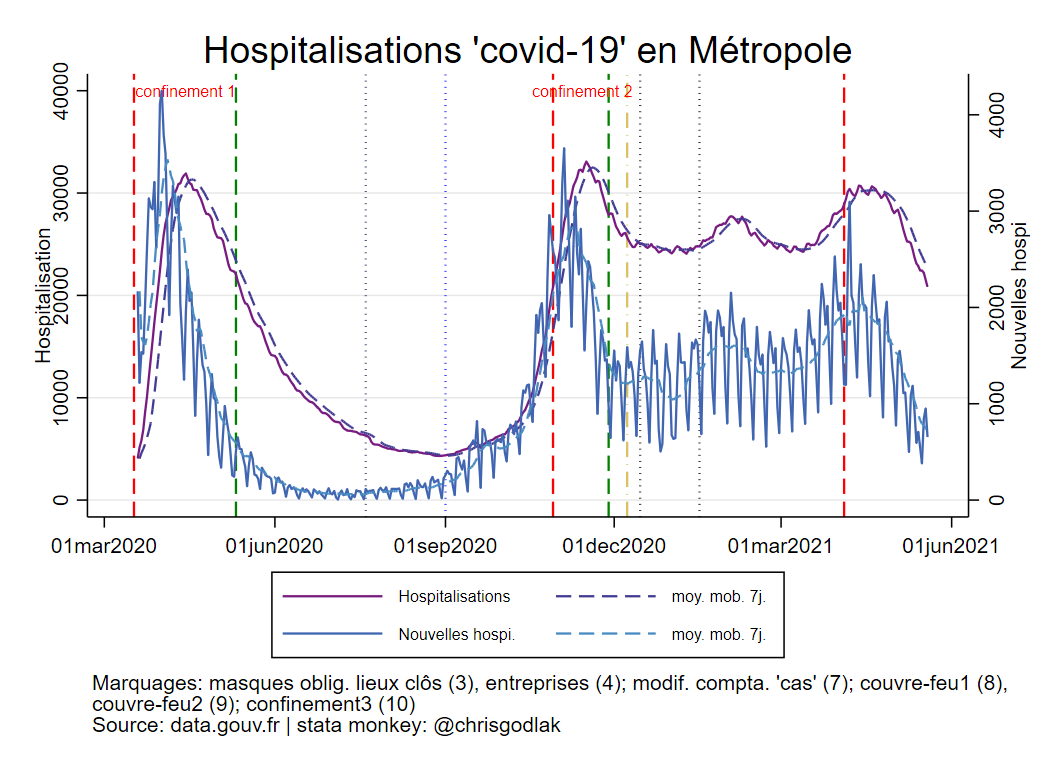 Hospitalisations 'covid-19' en Métropole
confinement 1
confinement 2
40000
30000
20000
10000
0
Hospitalisation
4000
3000
2000
1000
0
Nouvelles hospi
01mar2020
01jun2020
01sep2020
01dec2020
01mar2021
01jun2021
Hospitalisations
moy. mob. 7j.
Nouvelles hospi.
moy. mob. 7j.
Marquages: masques oblig. lieux clôs (3), entreprises (4); modif. compta. 'cas' (7); couvre-feu1 (8),
couvre-feu2 (9); confinement3 (10)
Source: data.gouv.fr | stata monkey: @chrisgodlak